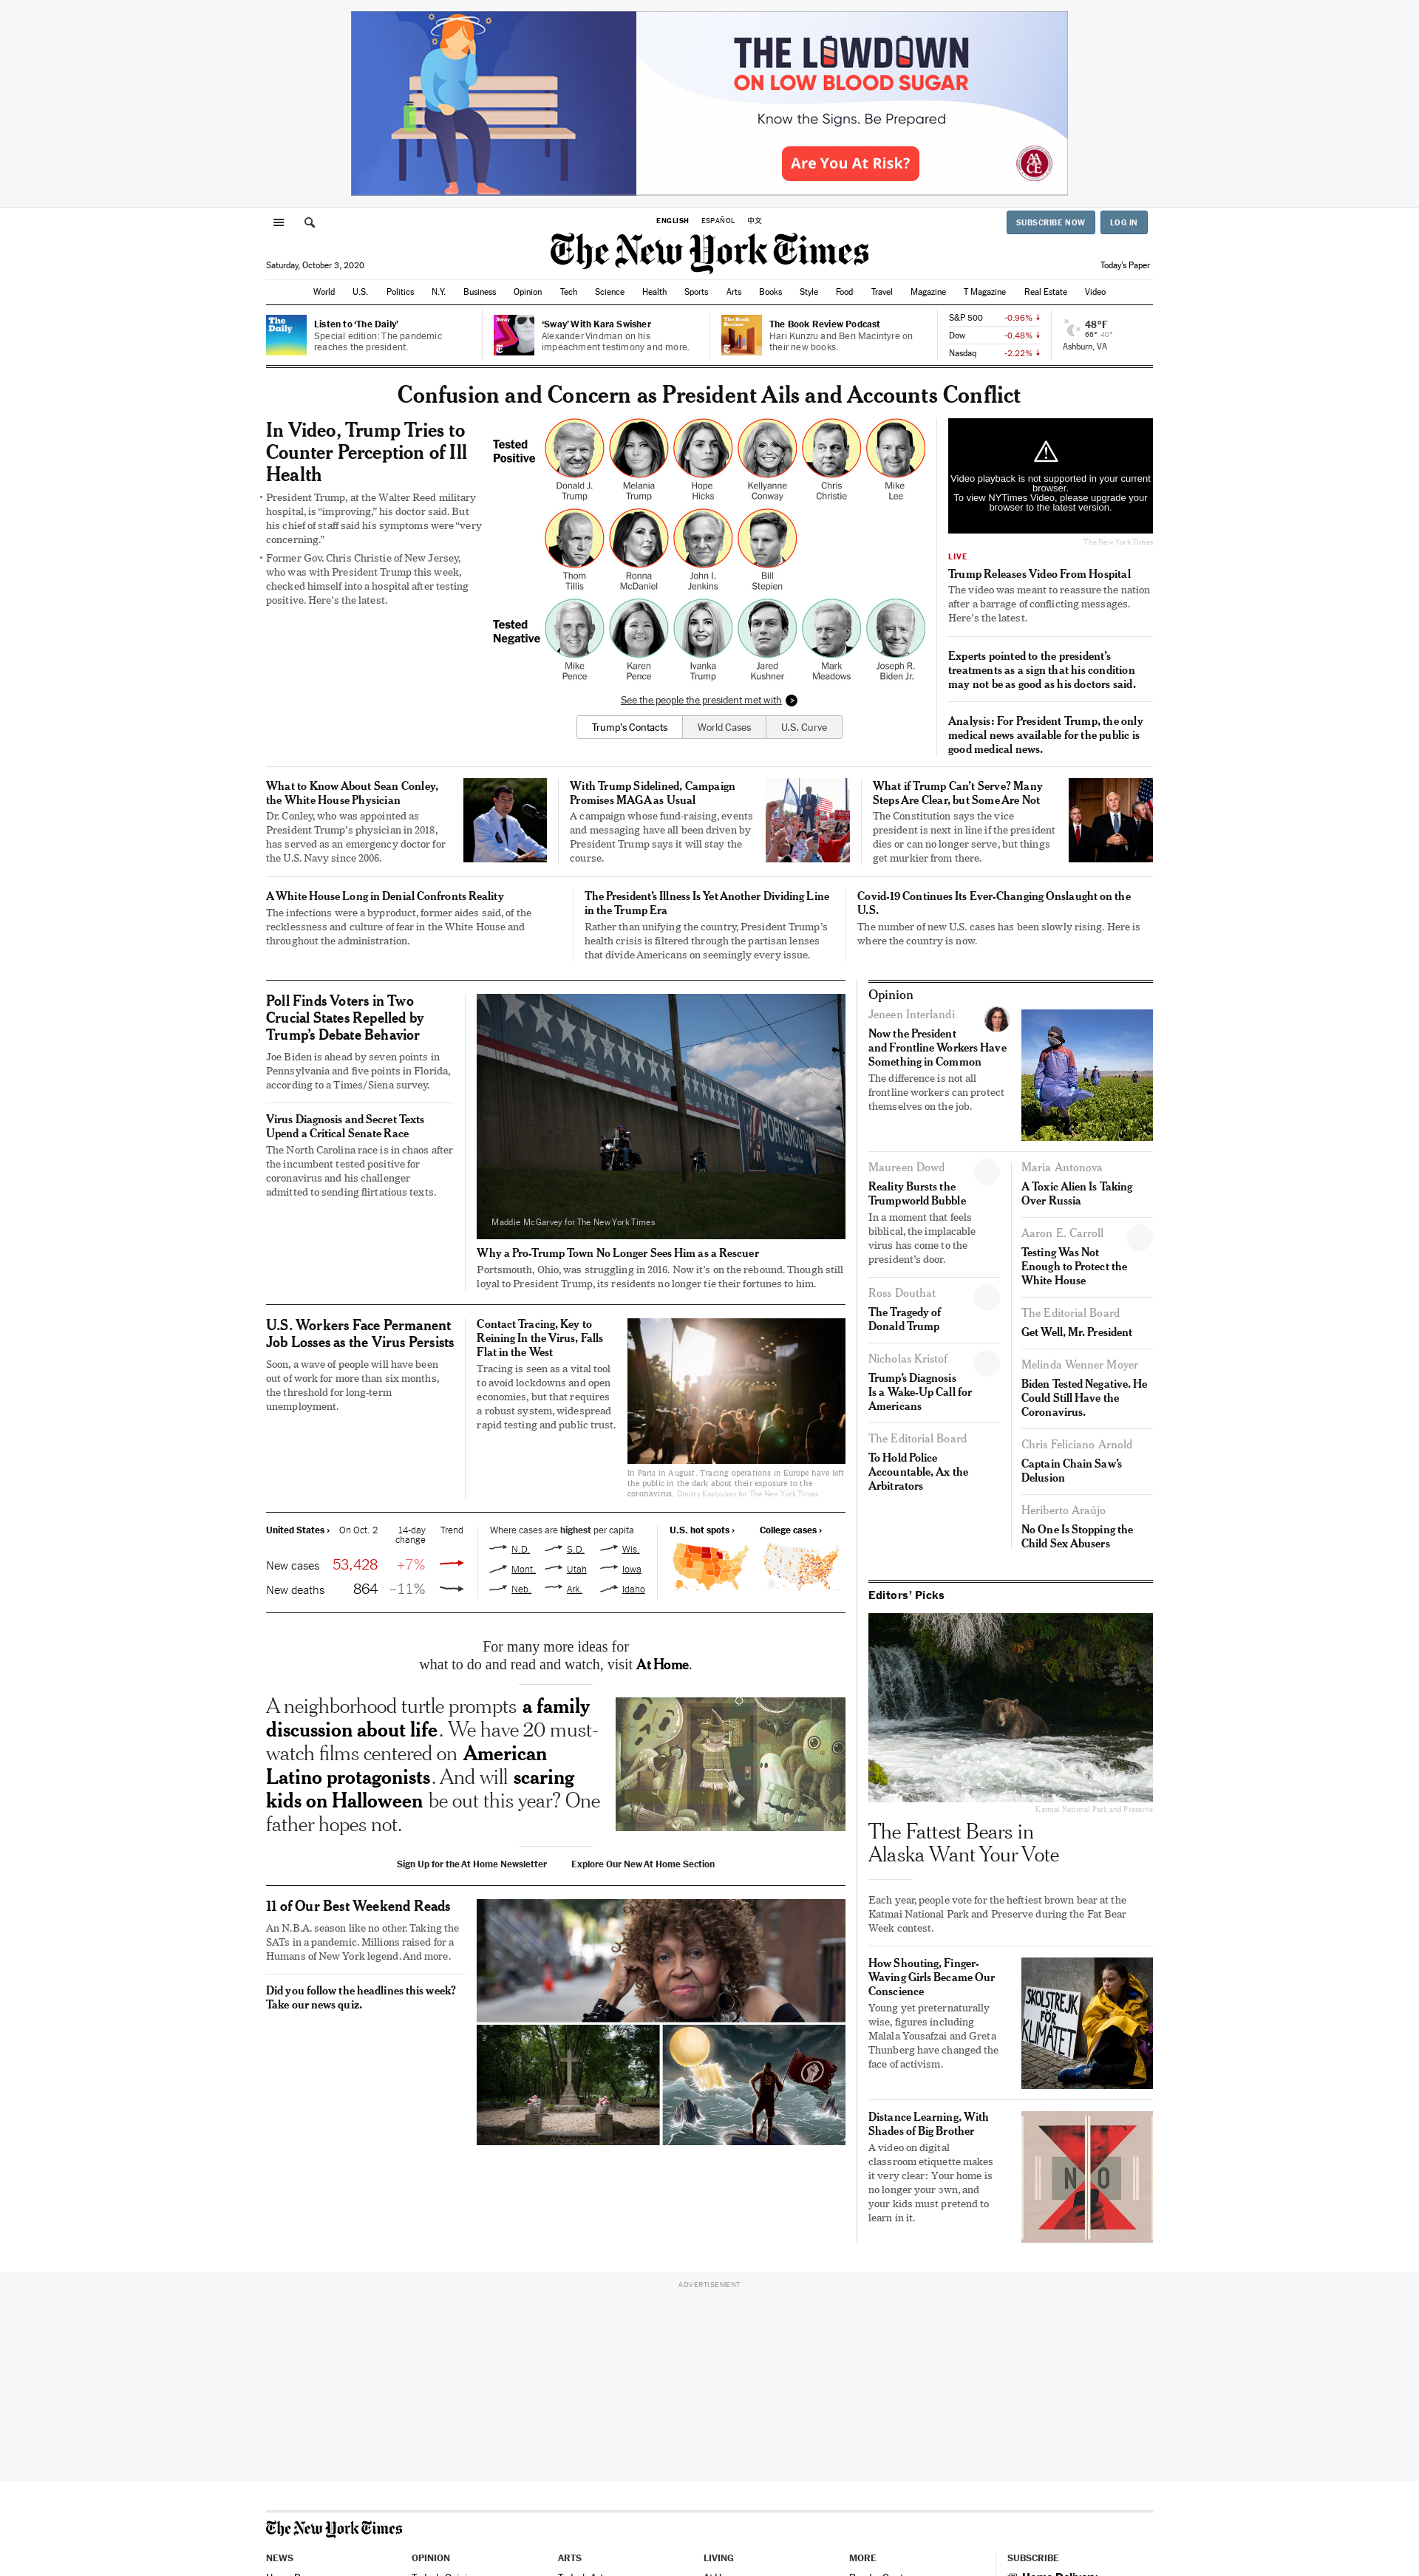 THE LOWDOWN
ON LOW BLOOD SUGAR
Know the Signs. Be Prepared
Are You At Risk?
AACE
ENGLISH ESPAÑOL 中文
SUBSCRIBE NOW LOG IN
The New York Times
Saturday, October 3, 2020
Today's Paper
World U.S. Politics N.Y. Business Opinion Tech Science Health Sports Arts Books Style Food Travel Magazine T Magazine Real Estate Video
The Daily
Listen to ‘The Daily’
Special edition: The pandemic
reaches the president.
Sway
‘Sway’ With Kara Swisher
Alexander Vindman on his
impeachment testimony and more.
The Book Review
The Book Review Podcast
Hari Kunzru and Ben Macintyre on
their new books.
S&P 500 -0.96%
Dow -0.48%
Nasdaq -2.22%
48°F
66° 40°
Ashburn, VA
Confusion and Concern as President Ails and Accounts Conflict
In Video, Trump Tries to
Counter Perception of Ill
Health
• President Trump, at the Walter Reed military
hospital, is “improving,” his doctor said. But
his chief of staff said his symptoms were “very
concerning.”
• Former Gov. Chris Christie of New Jersey,
who was with President Trump this week,
checked himself into a hospital after testing
positive. Here’s the latest.
Tested
Positive
Donald J.
Trump
Melania
Trump
Hope
Hicks
Kellyanne
Conway
Chris
Christie
Mike
Lee
Thom
Tillis
Ronna
McDaniel
John I.
Jenkins
Bill
Stepien
Tested
Negative
Mike
Pence
Karen
Pence
Ivanka
Trump
Jared
Kushner
Mark
Meadows
Joseph R.
Biden Jr.
See the people the president met with >
Trump's Contacts World Cases U.S. Curve
Video playback is not supported in your current
browser.
To view NYTimes Video, please upgrade your
browser to the latest version.
The New York Times
LIVE
Trump Releases Video From Hospital
The video was meant to reassure the nation
after a barrage of conflicting messages.
Here’s the latest.
Experts pointed to the president’s
treatments as a sign that his condition
may not be as good as his doctors said.
Analysis: For President Trump, the only
medical news available for the public is
good medical news.
What to Know About Sean Conley,
the White House Physician
Dr. Conley, who was appointed as
President Trump’s physician in 2018,
has served as an emergency doctor for
the U.S. Navy since 2006.
With Trump Sidelined, Campaign
Promises MAGA as Usual
A campaign whose fund-raising, events
and messaging have all been driven by
President Trump says it will stay the
course.
What if Trump Can’t Serve? Many
Steps Are Clear, but Some Are Not
The Constitution says the vice
president is next in line if the president
dies or can no longer serve, but things
get murkier from there.
A White House Long in Denial Confronts Reality
The infections were a byproduct, former aides said, of the
recklessness and culture of fear in the White House and
throughout the administration.
The President’s Illness Is Yet Another Dividing Line
in the Trump Era
Rather than unifying the country, President Trump’s
health crisis is filtered through the partisan lenses
that divide Americans on seemingly every issue.
Covid-19 Continues Its Ever-Changing Onslaught on the
U.S.
The number of new U.S. cases has been slowly rising. Here is
where the country is now.
Poll Finds Voters in Two
Crucial States Repelled by
Trump’s Debate Behavior
Joe Biden is ahead by seven points in
Pennsylvania and five points in Florida,
according to a Times/Siena survey.
Virus Diagnosis and Secret Texts
Upend a Critical Senate Race
The North Carolina race is in chaos after
the incumbent tested positive for
coronavirus and his challenger
admitted to sending flirtatious texts.
PORTSMOUTH
Maddie McGarvey for The New York Times
Why a Pro-Trump Town No Longer Sees Him as a Rescuer
Portsmouth, Ohio, was struggling in 2016. Now it’s on the rebound. Though still
loyal to President Trump, its residents no longer tie their fortunes to him.
U.S. Workers Face Permanent
Job Losses as the Virus Persists
Soon, a wave of people will have been
out of work for more than six months,
the threshold for long-term
unemployment.
Contact Tracing, Key to
Reining In the Virus, Falls
Flat in the West
Tracing is seen as a vital tool
to avoid lockdowns and open
economies, but that requires
a robust system, widespread
rapid testing and public trust.
In Paris in August. Tracing operations in Europe have left
the public in the dark about their exposure to the
coronavirus. Dmitry Kostyukov for The New York Times
United States › On Oct. 2 14-day
change Trend
New cases 53,428 +7%
New deaths 864 –11%
Where cases are highest per capita
N.D. S.D. Wis.
Mont. Utah Iowa
Neb. Ark. Idaho
U.S. hot spots ›
College cases ›
For many more ideas for
what to do and read and watch, visit At Home.
A neighborhood turtle prompts a family
discussion about life. We have 20 must-
watch films centered on American
Latino protagonists. And will scaring
kids on Halloween be out this year? One
father hopes not.
Sign Up for the At Home Newsletter Explore Our New At Home Section
11 of Our Best Weekend Reads
An N.B.A. season like no other. Taking the
SATs in a pandemic. Millions raised for a
Humans of New York legend. And more.
Did you follow the headlines this week?
Take our news quiz.
Opinion
Jeneen Interlandi
Now the President
and Frontline Workers Have
Something in Common
The difference is not all
frontline workers can protect
themselves on the job.
Maureen Dowd
Reality Bursts the
Trumpworld Bubble
In a moment that feels
biblical, the implacable
virus has come to the
president’s door.
Ross Douthat
The Tragedy of
Donald Trump
Nicholas Kristof
Trump’s Diagnosis
Is a Wake-Up Call for
Americans
The Editorial Board
To Hold Police
Accountable, Ax the
Arbitrators
Maria Antonova
A Toxic Alien Is Taking
Over Russia
Aaron E. Carroll
Testing Was Not
Enough to Protect the
White House
The Editorial Board
Get Well, Mr. President
Melinda Wenner Moyer
Biden Tested Negative. He
Could Still Have the
Coronavirus.
Chris Feliciano Arnold
Captain Chain Saw’s
Delusion
Heriberto Araújo
No One Is Stopping the
Child Sex Abusers
Editors’ Picks
Katmai National Park and Preserve
The Fattest Bears in
Alaska Want Your Vote
Each year, people vote for the heftiest brown bear at the
Katmai National Park and Preserve during the Fat Bear
Week contest.
How Shouting, Finger-
Waving Girls Became Our
Conscience
Young yet preternaturally
wise, figures including
Malala Yousafzai and Greta
Thunberg have changed the
face of activism.
SKOLSTREJK
FÖR
KLIMATET
Distance Learning, With
Shades of Big Brother
A video on digital
classroom etiquette makes
it very clear: Your home is
no longer your own, and
your kids must pretend to
learn in it.
NO
ADVERTISEMENT
The New York Times
NEWS OPINION ARTS LIVING MORE SUBSCRIBE